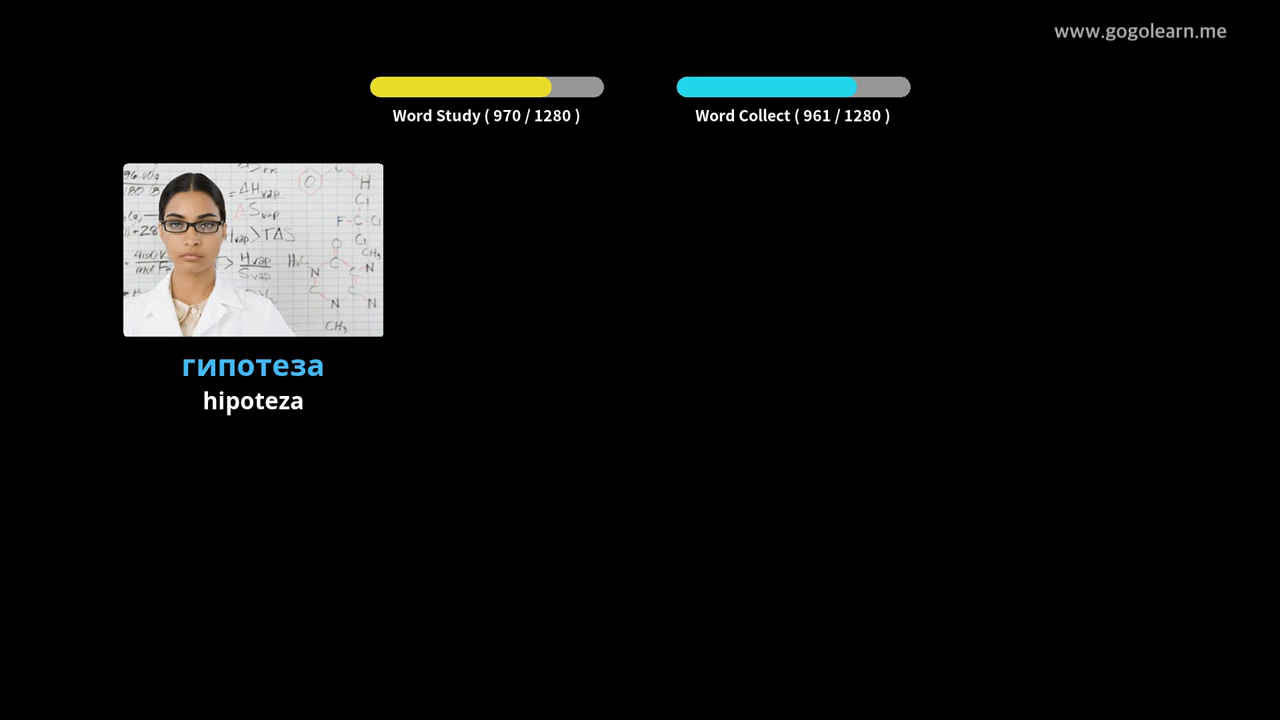 www.gogolearn.me
Word Study ( 970 / 1280 )
Word Collect ( 961 / 1280 )
гипотеза
hipoteza